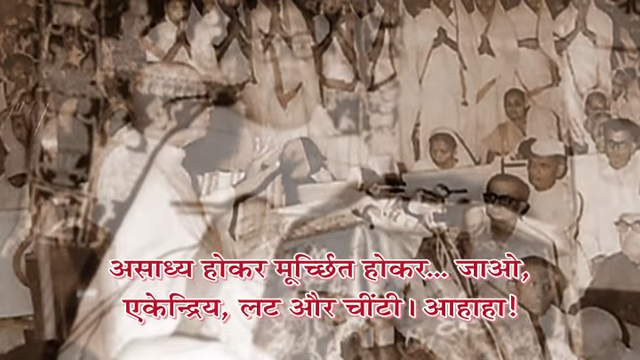 असाध्य होकर मूर्च्छित होकर... जाओ,
एकेन्द्रिय, लट और चींटी। आहाहा!